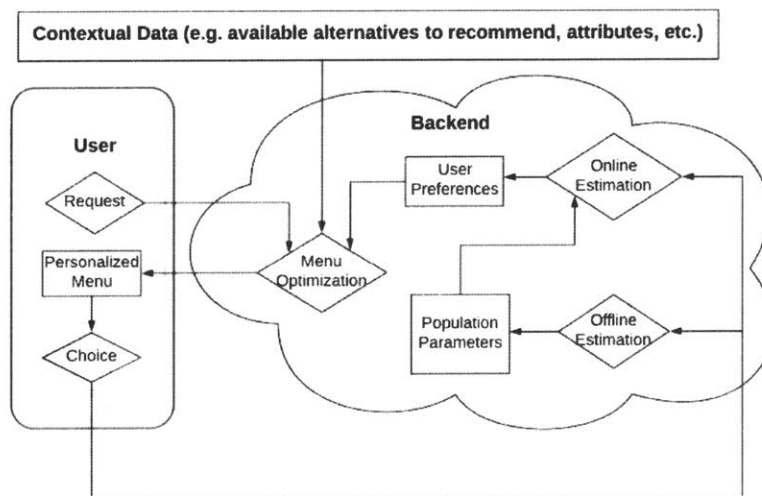 Contextual Data (e.g. available alternatives to recommend, attributes, etc.)
User
Request
Personalized
Menu
Choice
Backend
User
Preferences
Online
Estimation
Menu
Optimization
Population
Parameters
Offline
Estimation